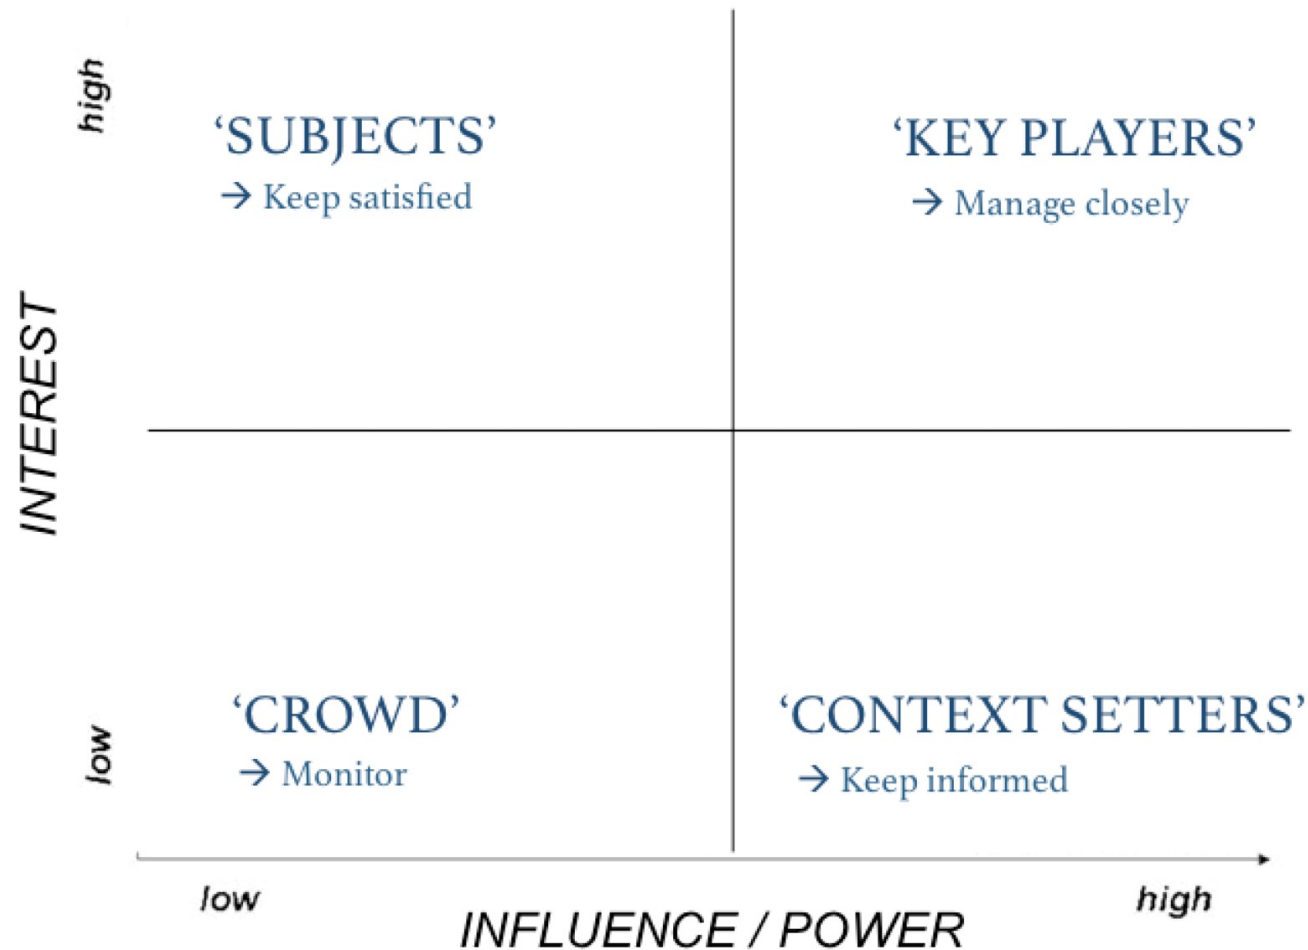 high
‘SUBJECTS’
→ Keep satisfied
‘KEY PLAYERS’
→ Manage closely
INTEREST
‘CROWD’
→ Monitor
‘CONTEXT SETTERS’
→ Keep informed
low
low
high
INFLUENCE / POWER